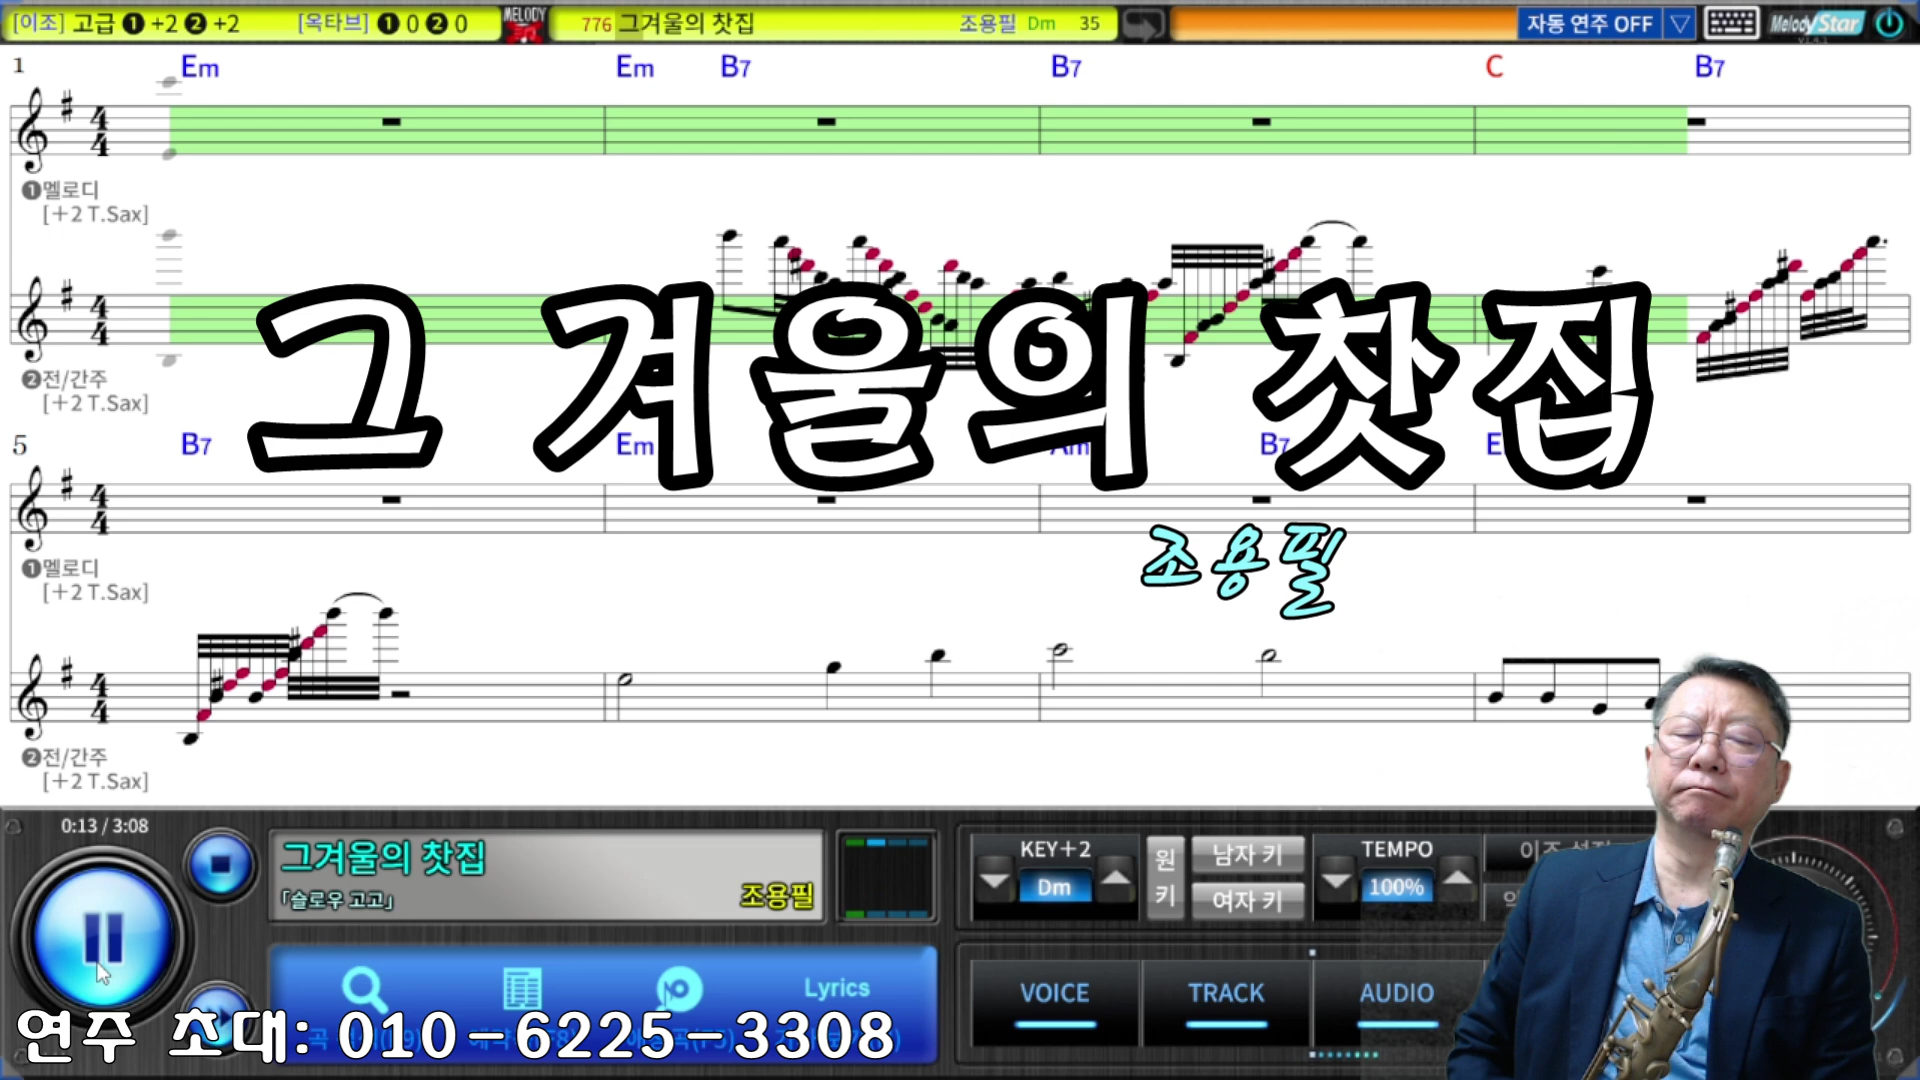 [이조] 고급 ❶ +2 ❷ +2 [옥타브] ❶ 0 ❷ 0 MELODY 776 그겨울의 찻집 조용필 Dm 35 자동 연주 OFF MelodyStar
1 Em Em B7 B7 C B7
❶멜로디
[+2 T.Sax]
❷전/간주
[+2 T.Sax]
그 겨울의 찻집
5 B7 Em Am B7
조용필
❶멜로디
[+2 T.Sax]
❷전/간주
[+2 T.Sax]
0:13 / 3:08
그겨울의 찻집
「슬로우 고고」
조용필
KEY+2
Dm
원키
남자 키
여자 키
TEMPO
100%
Lyrics
VOICE TRACK AUDIO
연주 초대: 010-6225-3308